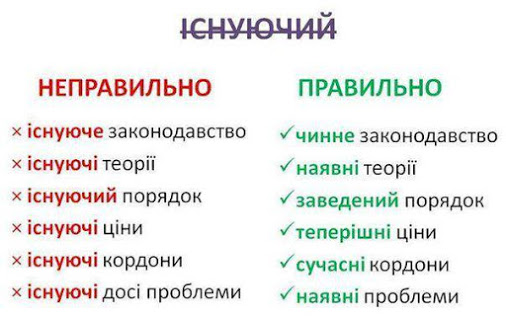 ІСНУЮЧИЙ
НЕПРАВИЛЬНО
× існуюче законодавство
× існуючі теорії
× існуючий порядок
× існуючі ціни
× існуючі кордони
× існуючі досі проблеми
ПРАВИЛЬНО
✓чинне законодавство
✓наявні теорії
✓заведений порядок
✓теперішні ціни
✓сучасні кордони
✓наявні проблеми